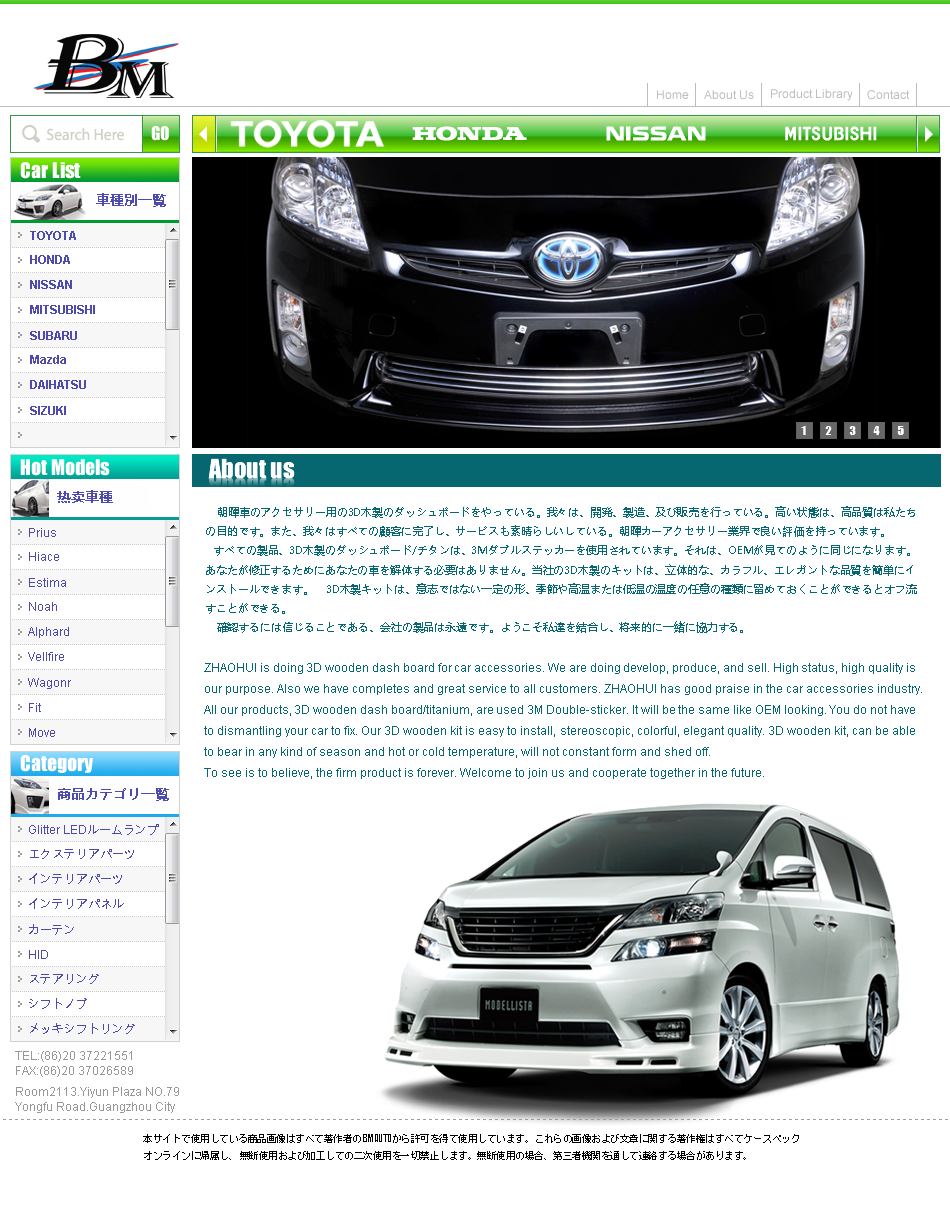 BM
Home
About Us
Product Library
Contact
Search Here
GO
TOYOTA
HONDA
NISSAN
MITSUBISHI
Car List
車種別一覧
TOYOTA
HONDA
NISSAN
MITSUBISHI
SUBARU
Mazda
DAIHATSU
SIZUKI
1 2 3 4 5
Hot Models
热卖車種
Prius
Hiace
Estima
Noah
Alphard
Vellfire
Wagonr
Fit
Move
Category
商品カテゴリ一覧
Glitter LEDルームランプ
エクステリアパーツ
インテリアパーツ
インテリアパネル
カーテン
HID
ステアリング
シフトノブ
メッキシフトリング
TEL:(86)20 37221551
FAX:(86)20 37026589
Room2113.Yiyun Plaza NO.79
Yongfu Road.Guangzhou City
About us
朝暉車のアクセサリー用の3D木製のダッシュボードをやっている。我々は、開発、製造、及び販売を行っている。高い状態は、高品質は私たち
の目的です。また、我々はすべての顧客に完了し、サービスも素晴らしいしている。朝暉カーアクセサリー業界で良い評価を持っています。
すべての製品、3D木製のダッシュボード/チタンは、3Mダブルステッカーを使用されています。それは、OEMが見てのように同じになります。
あなたが修正するためにあなたの車を解体する必要はありません。当社の3D木製のキットは、立体的な、カラフル、エレガントな品質を簡単にイ
ンストールできます。 3D木製キットは、意志ではない一定の形、季節や高温または低温の温度の任意の種類に留めておくことができるとオフ流
すことができる。
確認するには信じることである、会社の製品は永遠です。ようこそ私達を結合し、将来的に一緒に協力する。
ZHAOHUI is doing 3D wooden dash board for car accessories. We are doing develop, produce, and sell. High status, high quality is
our purpose. Also we have completes and great service to all customers. ZHAOHUI has good praise in the car accessories industry.
All our products, 3D wooden dash board/titanium, are used 3M Double-sticker. It will be the same like OEM looking. You do not have
to dismantling your car to fix. Our 3D wooden kit is easy to install, stereoscopic, colorful, elegant quality. 3D wooden kit, can be able
to bear in any kind of season and hot or cold temperature, will not constant form and shed off.
To see is to believe, the firm product is forever. Welcome to join us and cooperate together in the future.
MODELLISTA
本サイトで使用している商品画像はすべて著作者のBMAUTOから許可を得て使用しています。これらの画像および文章に関する著作権はすべてケースペック
オンラインに帰属し、無断使用および加工しての二次使用を一切禁止します。無断使用の場合、第三者機関を通して連絡する場合があります。